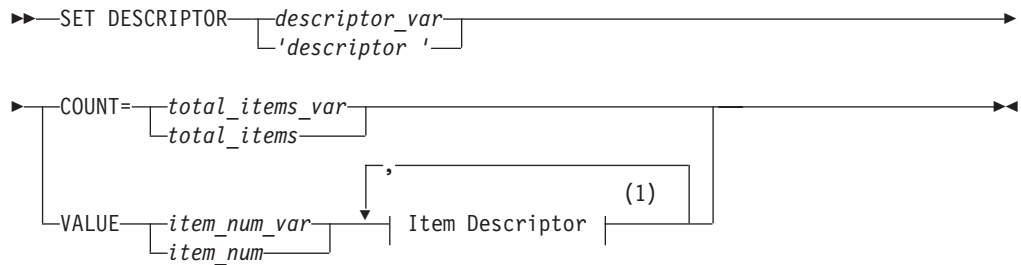 SET DESCRIPTOR descriptor_var
'descriptor '
COUNT= total_items_var
total_items
,
(1)
VALUE item_num_var Item Descriptor
item_num